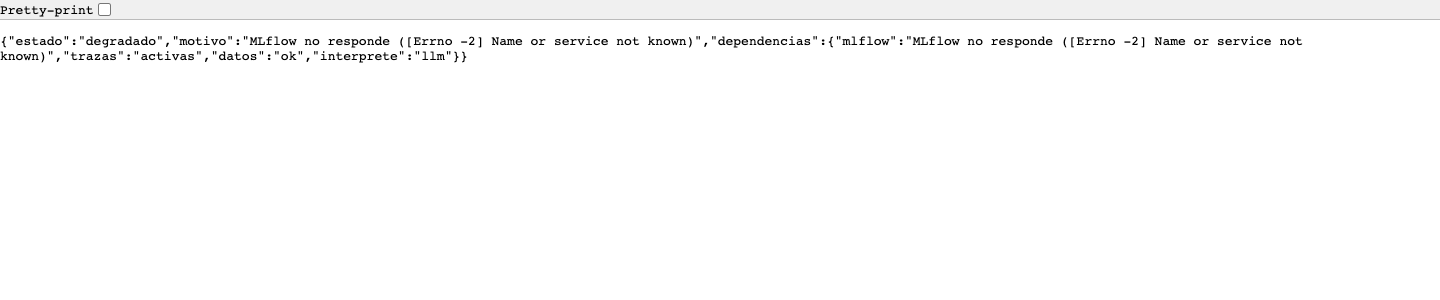 Pretty-print
{"estado":"degradado","motivo":"MLflow no responde ([Errno -2] Name or service not known)","dependencias":{"mlflow":"MLflow no responde ([Errno -2] Name or service not
known)","trazas":"activas","datos":"ok","interprete":"llm"}}